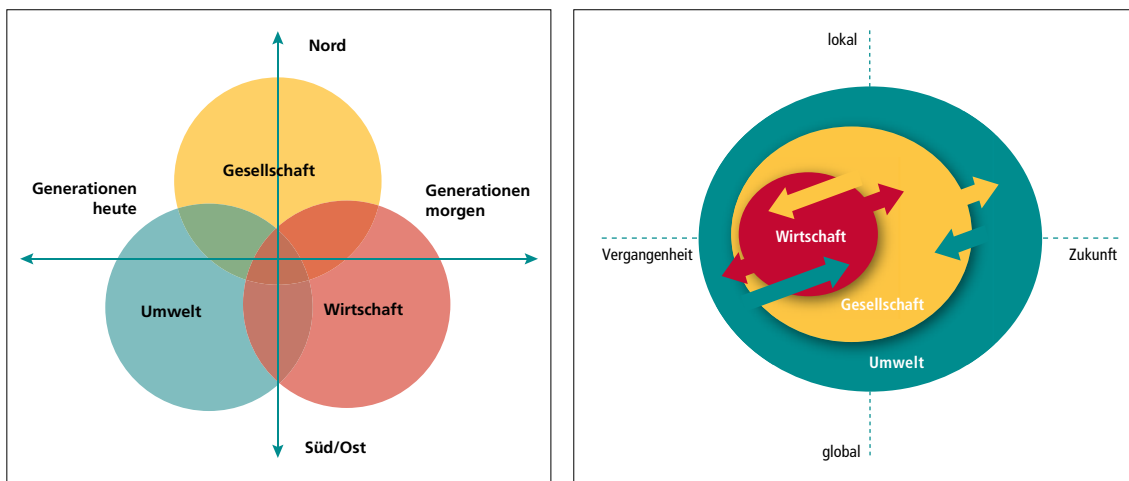 Nord
Gesellschaft
Generationen
heute
Generationen
morgen
Umwelt
Wirtschaft
Süd/Ost
lokal
Wirtschaft
Vergangenheit
Zukunft
Gesellschaft
Umwelt
global